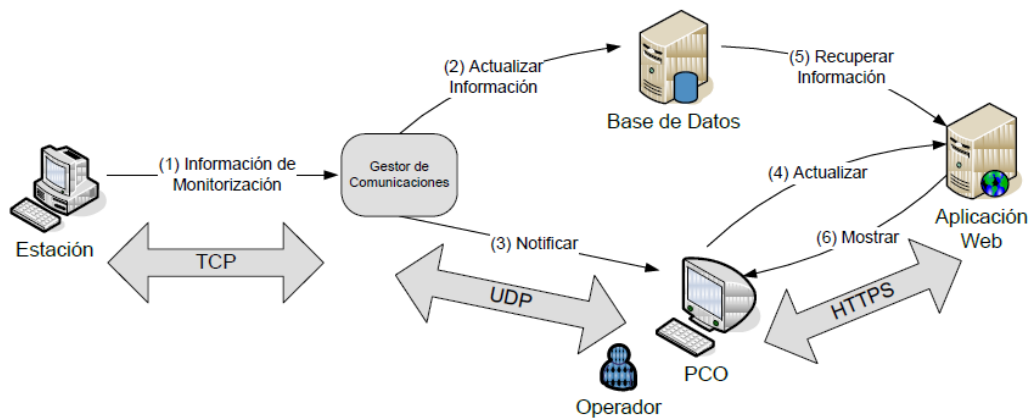 (2) Actualizar
Información
(5) Recuperar
Información
Base de Datos
(1) Información de
Monitorización
Gestor de
Comunicaciones
(4) Actualizar
Estación
Aplicación
Web
TCP
(3) Notificar
(6) Mostrar
UDP
HTTPS
PCO
Operador